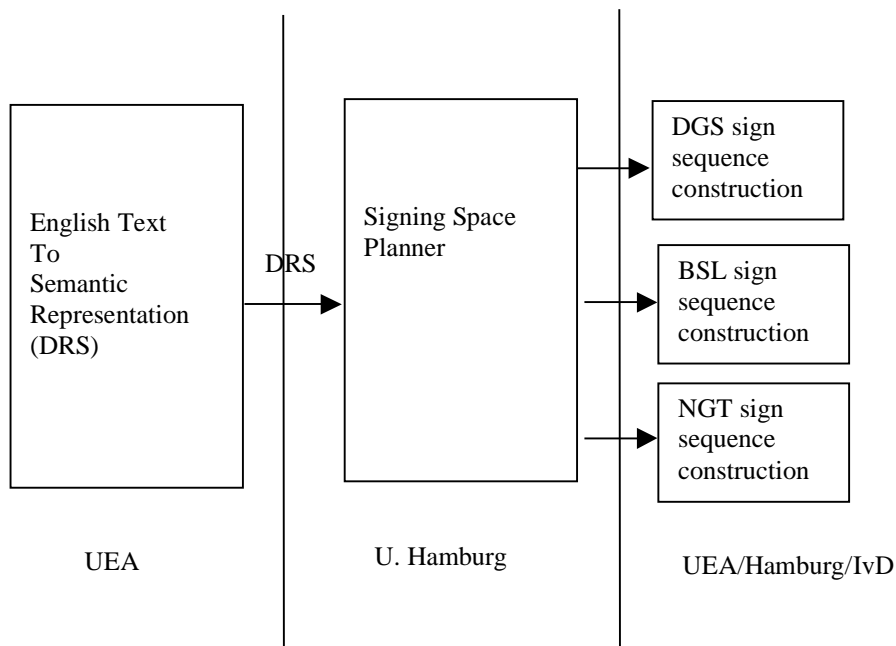 English Text
To
Semantic
Representation
(DRS)
DRS
Signing Space
Planner
DGS sign
sequence
construction
BSL sign
sequence
construction
NGT sign
sequence
construction
UEA
U. Hamburg
UEA/Hamburg/IvD